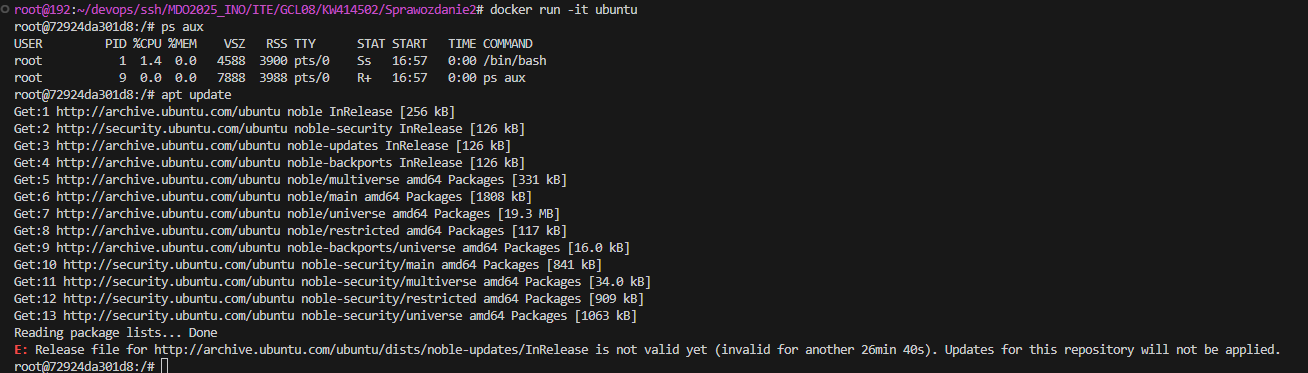 root@192:~/devops/ssh/MDO2025_INO/ITE/GCL08/KW414502/Sprawozdanie2# docker run -it ubuntu
root@72924da301d8:/# ps aux
USER         PID %CPU %MEM    VSZ   RSS TTY      STAT START   TIME COMMAND
root           1  1.4  0.0   4588  3900 pts/0    Ss   16:57   0:00 /bin/bash
root           9  0.0  0.0   7888  3988 pts/0    R+   16:57   0:00 ps aux
root@72924da301d8:/# apt update
Get:1 http://archive.ubuntu.com/ubuntu noble InRelease [256 kB]
Get:2 http://security.ubuntu.com/ubuntu noble-security InRelease [126 kB]
Get:3 http://archive.ubuntu.com/ubuntu noble-updates InRelease [126 kB]
Get:4 http://archive.ubuntu.com/ubuntu noble-backports InRelease [126 kB]
Get:5 http://archive.ubuntu.com/ubuntu noble/multiverse amd64 Packages [331 kB]
Get:6 http://archive.ubuntu.com/ubuntu noble/main amd64 Packages [1808 kB]
Get:7 http://archive.ubuntu.com/ubuntu noble/universe amd64 Packages [19.3 MB]
Get:8 http://archive.ubuntu.com/ubuntu noble/restricted amd64 Packages [117 kB]
Get:9 http://archive.ubuntu.com/ubuntu noble-backports/universe amd64 Packages [16.0 kB]
Get:10 http://security.ubuntu.com/ubuntu noble-security/main amd64 Packages [841 kB]
Get:11 http://security.ubuntu.com/ubuntu noble-security/multiverse amd64 Packages [34.0 kB]
Get:12 http://security.ubuntu.com/ubuntu noble-security/restricted amd64 Packages [909 kB]
Get:13 http://security.ubuntu.com/ubuntu noble-security/universe amd64 Packages [1063 kB]
Reading package lists... Done
E: Release file for http://archive.ubuntu.com/ubuntu/dists/noble-updates/InRelease is not valid yet (invalid for another 26min 40s). Updates for this repository will not be applied.
root@72924da301d8:/#